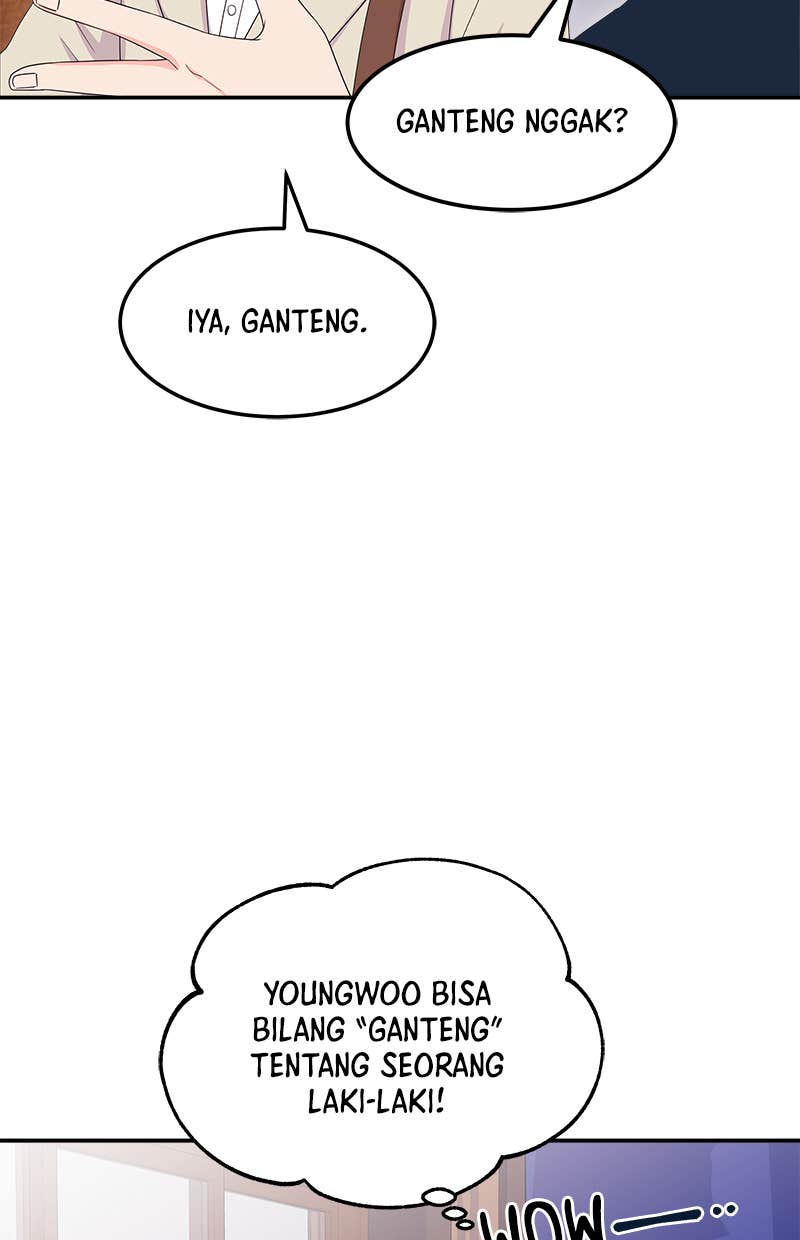 GANTENG NGGAK?
IYA, GANTENG.
YOUNGWOO BISA
BILANG “GANTENG”
TENTANG SEORANG
LAKI-LAKI!
WOW—